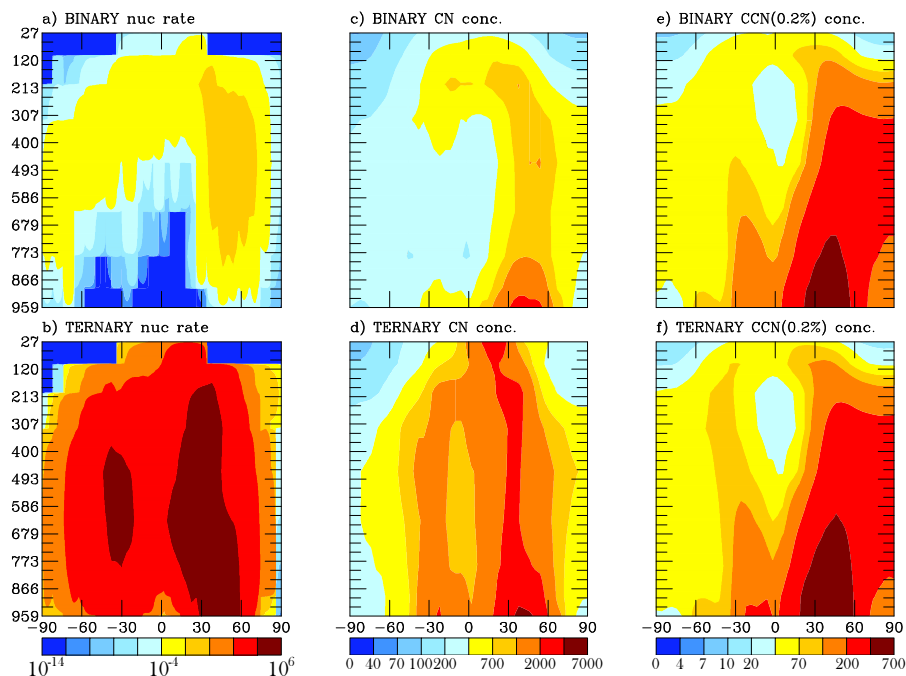 a) BINARY nuc rate
c) BINARY CN conc.
e) BINARY CCN(0.2%) conc.
27
120
213
307
400
493
586
679
773
866
959
b) TERNARY nuc rate
d) TERNARY CN conc.
f) TERNARY CCN(0.2%) conc.
27
120
213
307
400
493
586
679
773
866
959
−90 −60 −30 0 30 60 90
−90 −60 −30 0 30 60 90
−90 −60 −30 0 30 60 90
10-14 10-4 106
0 40 70 100 200 700 2000 7000
0 4 7 10 20 70 200 700